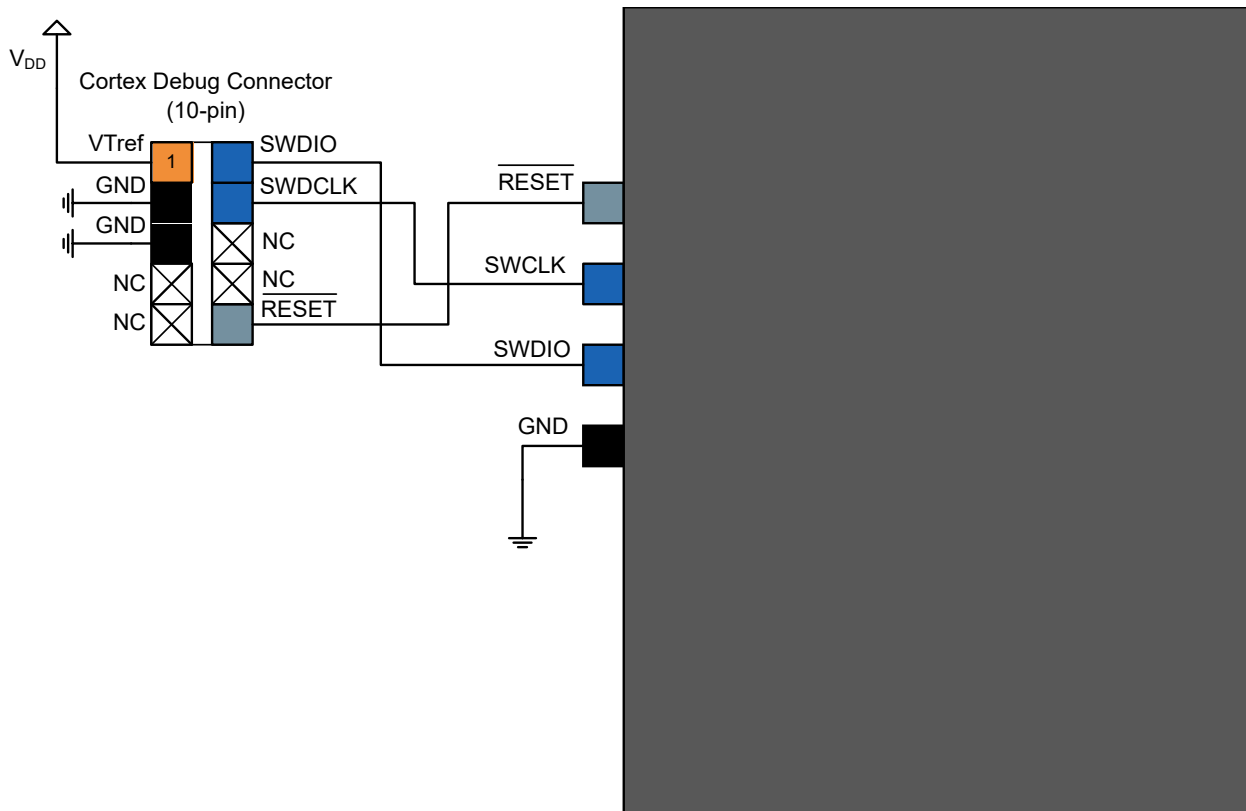 V_DD
Cortex Debug Connector
(10-pin)
VTref
1
SWDIO
GND
SWDCLK
GND
NC
NC
NC
NC
RESET
RESET
SWCLK
SWDIO
GND